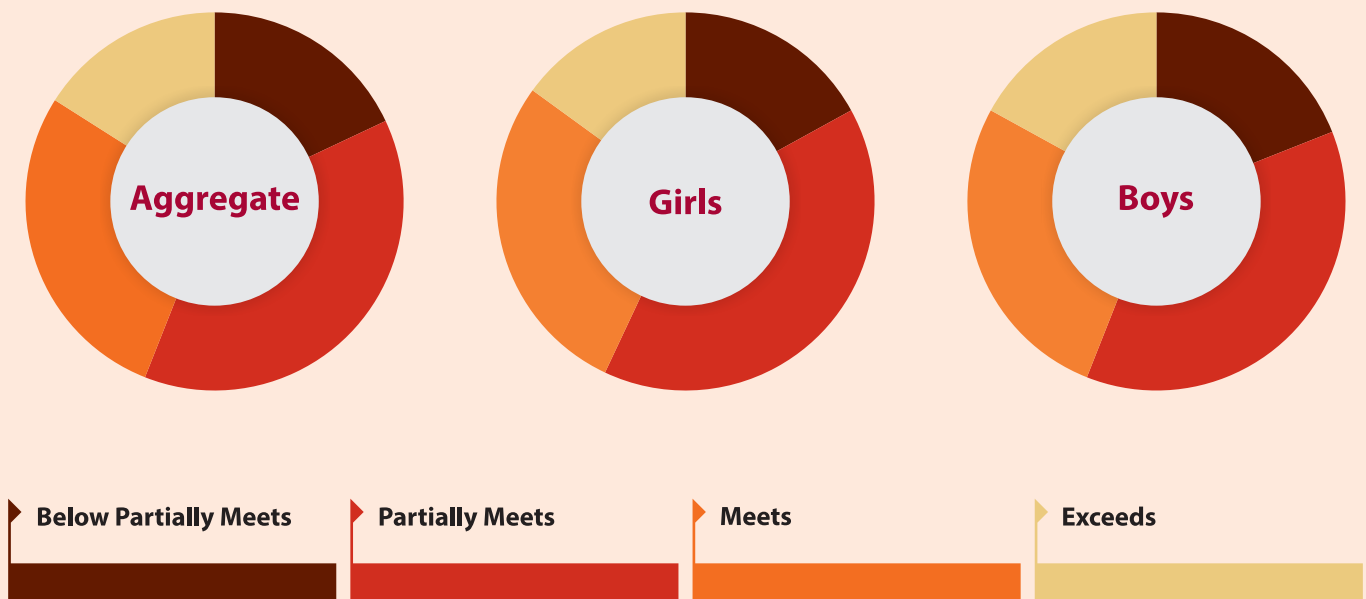 Aggregate
Girls
Boys
Below Partially Meets
Partially Meets
Meets
Exceeds